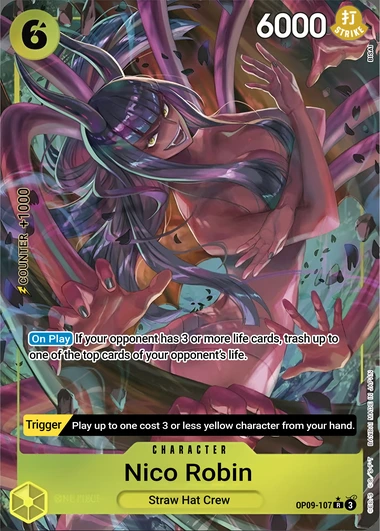 6
6000
打
STRIKE
BISAI
COUNTER +1000
On Play If your opponent has 3 or more life cards, trash up to
one of the top cards of your opponent's life.
Trigger Play up to one cost 3 or less yellow character from your hand.
CHARACTER
Nico Robin
Straw Hat Crew
OP09-107 R 3